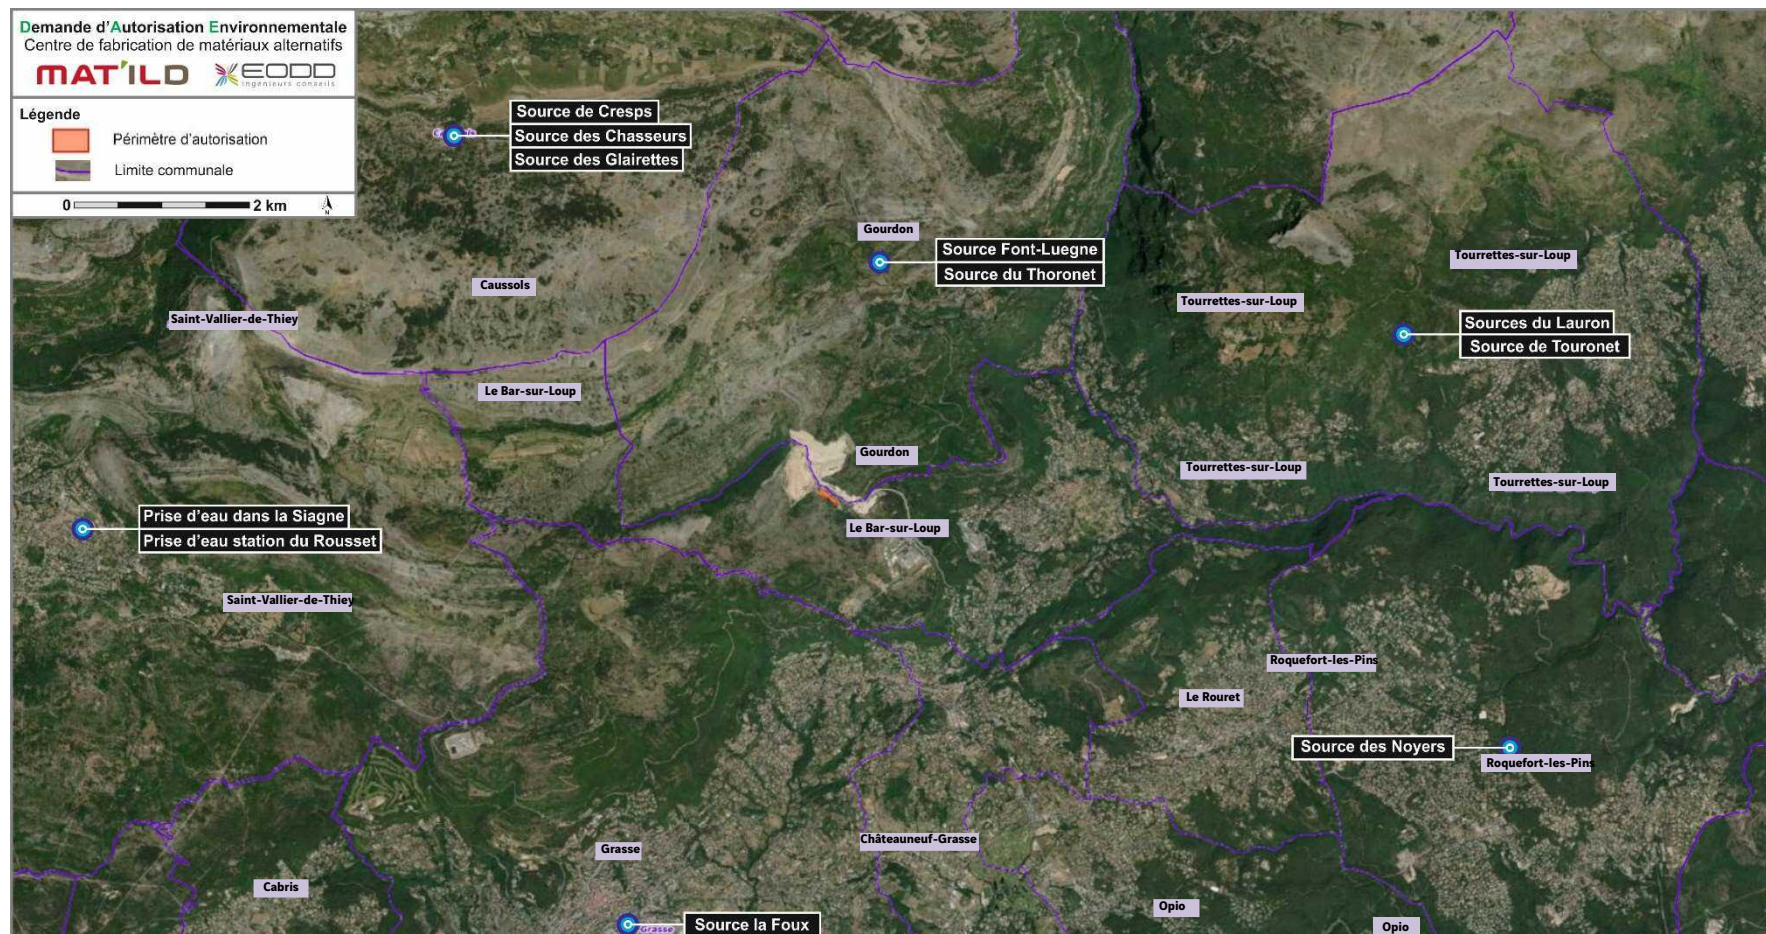 Demande d'Autorisation Environnementale
Centre de fabrication de matériaux alternatifs
MAT'ILD EODD
ingénieurs conseils
Légende
Périmètre d'autorisation
Limite communale
0 2 km
N
Source de Cresps
Source des Chasseurs
Source des Glairettes
Gourdon
Source Font-Luegne
Source du Thoronet
Tourrettes-sur-Loup
Caussols
Tourrettes-sur-Loup
Saint-Vallier-de-Thiey
Sources du Lauron
Source de Touronet
Le Bar-sur-Loup
Gourdon
Tourrettes-sur-Loup
Tourrettes-sur-Loup
Prise d'eau dans la Siagne
Prise d'eau station du Rousset
Le Bar-sur-Loup
Saint-Vallier-de-Thiey
Roquefort-les-Pins
Le Rouret
Source des Noyers
Roquefort-les-Pins
Châteauneuf-Grasse
Grasse
Cabris
Opio
Source la Foux
Grasse
Opio